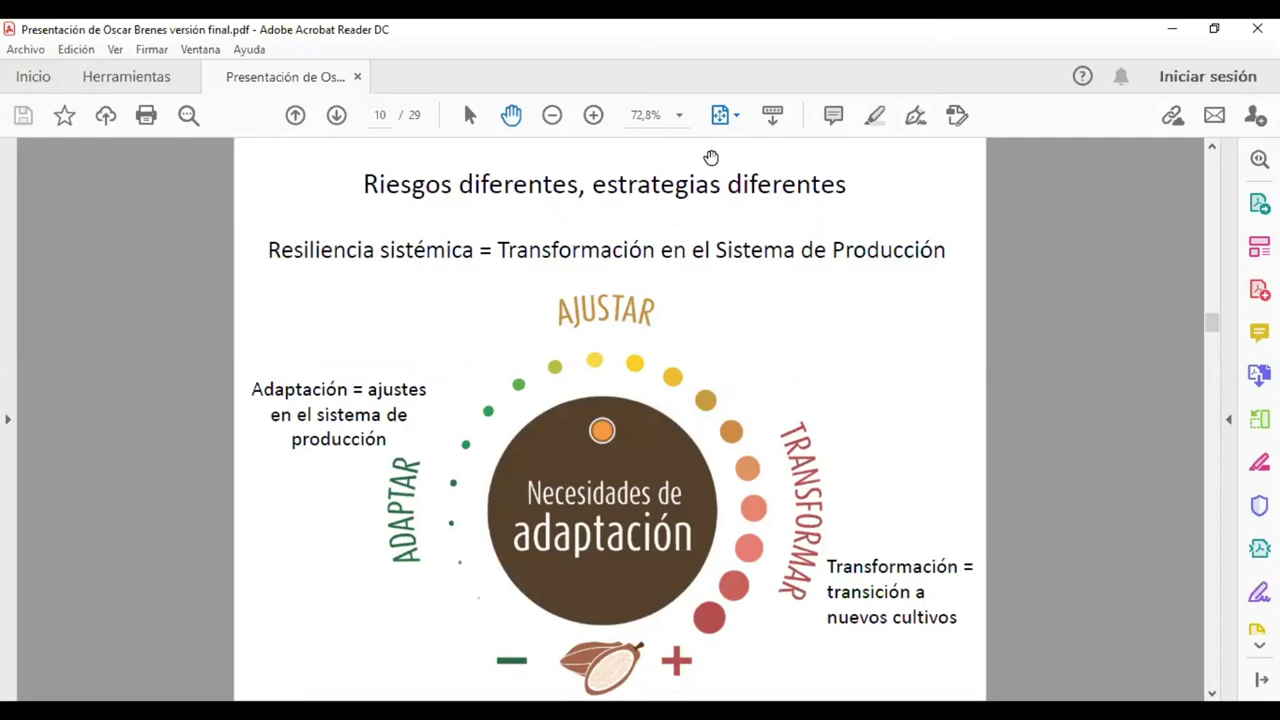 Presentación de Oscar Brenes versión final.pdf - Adobe Acrobat Reader DC
Archivo Edición Ver Firmar Ventana Ayuda
Inicio Herramientas Presentación de Os... × Iniciar sesión
10 / 29 72,8%
Riesgos diferentes, estrategias diferentes
Resiliencia sistémica = Transformación en el Sistema de Producción
AJUSTAR
Adaptación = ajustes
en el sistema de
producción
ADAPTAR
Necesidades de
adaptación
TRANSFORMAR
Transformación =
transición a
nuevos cultivos
− +